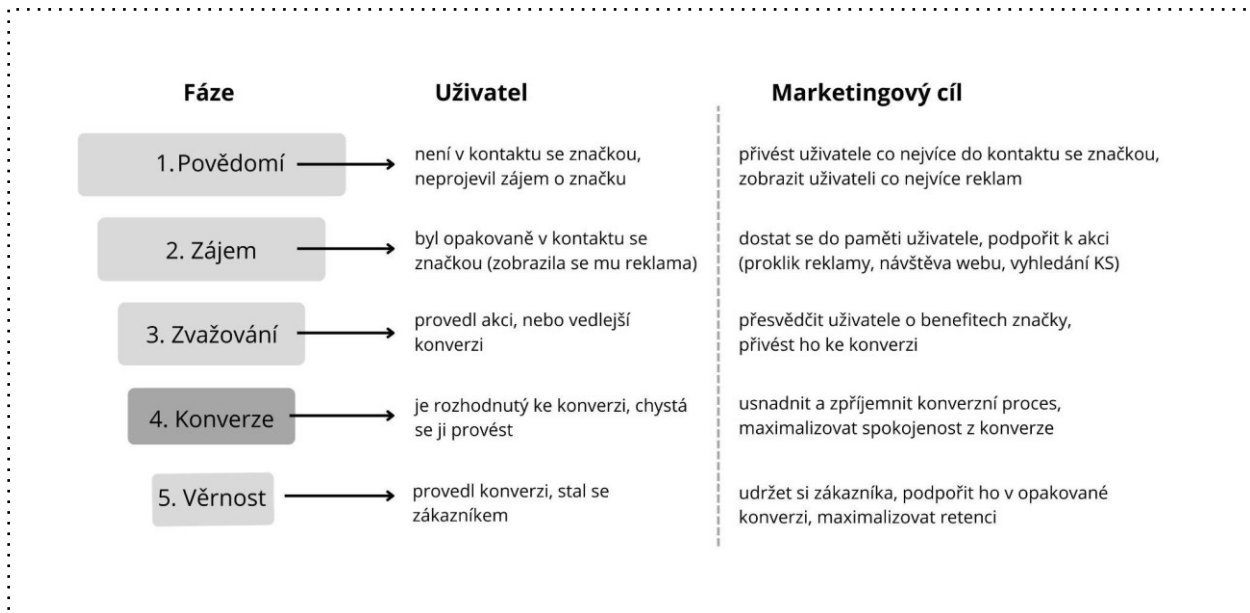 Fáze
Uživatel
Marketingový cíl
1. Povědomí
není v kontaktu se značkou,
neprojevil zájem o značku
přivést uživatele co nejvíce do kontaktu se značkou,
zobrazit uživateli co nejvíce reklam
2. Zájem
byl opakovaně v kontaktu se
značkou (zobrazila se mu reklama)
dostat se do paměti uživatele, podpořit k akci
(proklik reklamy, návštěva webu, vyhledání KS)
3. Zvažování
provedl akci, nebo vedlejší
konverzi
přesvědčit uživatele o benefitech značky,
přivést ho ke konverzi
4. Konverze
je rozhodnutý ke konverzi, chystá
se ji provést
usnadnit a zpříjemnit konverzní proces,
maximalizovat spokojenost z konverze
5. Věrnost
provedl konverzi, stal se
zákazníkem
udržet si zákazníka, podpořit ho v opakované
konverzi, maximalizovat retenci